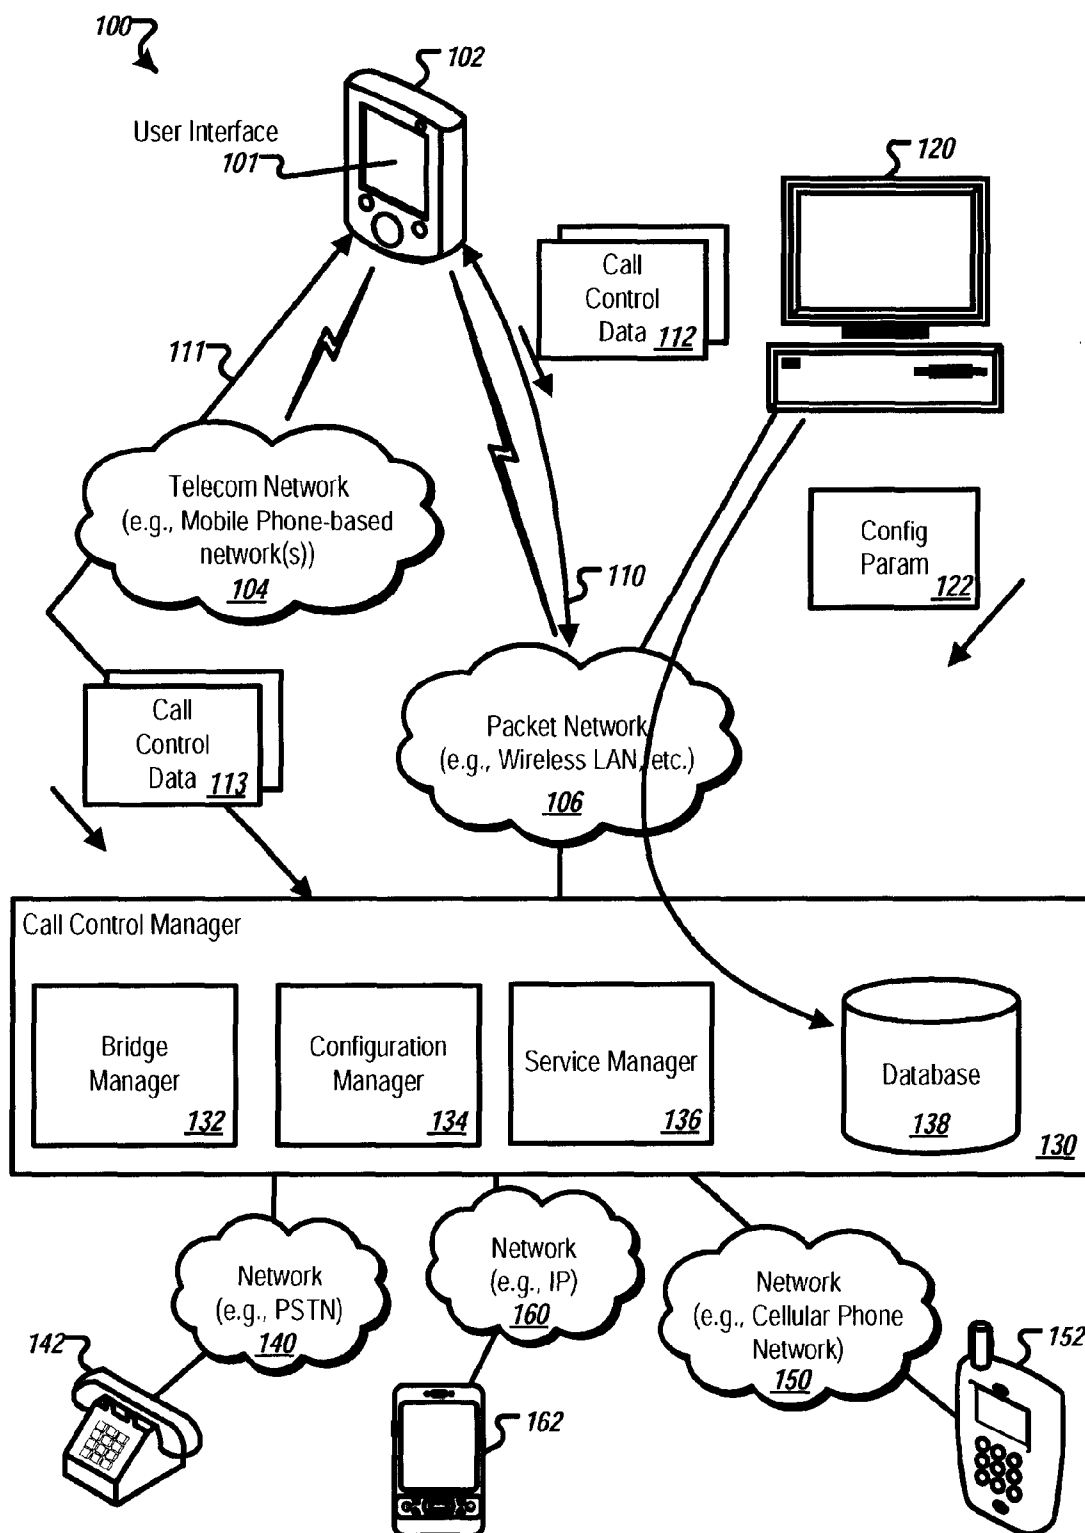 100
102
User Interface
101
120
Call
Control
Data 112
111
Telecom Network
(e.g., Mobile Phone-based
network(s))
104
Config
Param
122
110
Call
Control
Data 113
Packet Network
(e.g., Wireless LAN, etc.)
106
Call Control Manager
Bridge
Manager
132
Configuration
Manager
134
Service Manager
136
Database
138
130
Network
(e.g., PSTN)
140
Network
(e.g., IP)
160
Network
(e.g., Cellular Phone
Network)
150
142
162
152